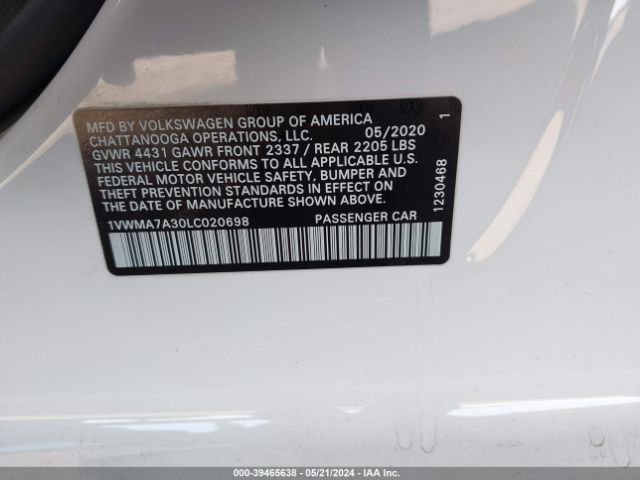 MFD BY VOLKSWAGEN GROUP OF AMERICA
CHATTANOOGA OPERATIONS, LLC. 05/2020
GVWR 4431 GAWR FRONT 2337 / REAR 2205 LBS
THIS VEHICLE CONFORMS TO ALL APPLICABLE U.S.
FEDERAL MOTOR VEHICLE SAFETY, BUMPER AND
THEFT PREVENTION STANDARDS IN EFFECT ON
THE DATE OF MANUFACTURE SHOWN ABOVE.
1VWMA7A30LC020698 PASSENGER CAR
1230468 1
000-39465638 - 05/21/2024 - IAA Inc.